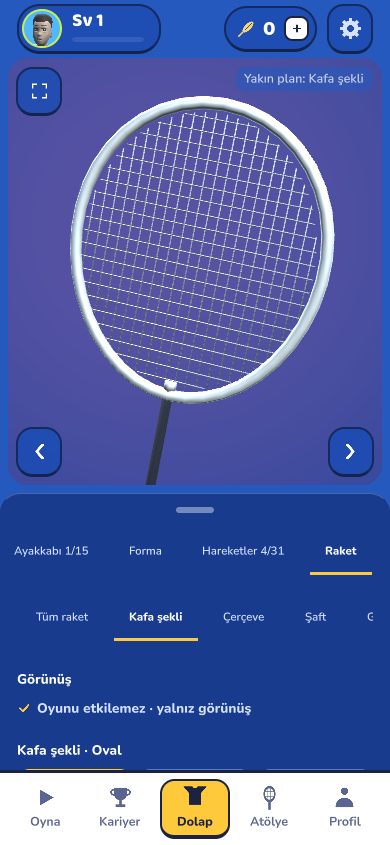 Sv 1
0
+
Yakın plan: Kafa şekli
Ayakkabı 1/15
Forma
Hareketler 4/31
Raket
Tüm raket
Kafa şekli
Çerçeve
Şaft
Görünüş
Oyunu etkilemez · yalnız görünüş
Kafa şekli · Oval
Oyna
Kariyer
Dolap
Atölye
Profil